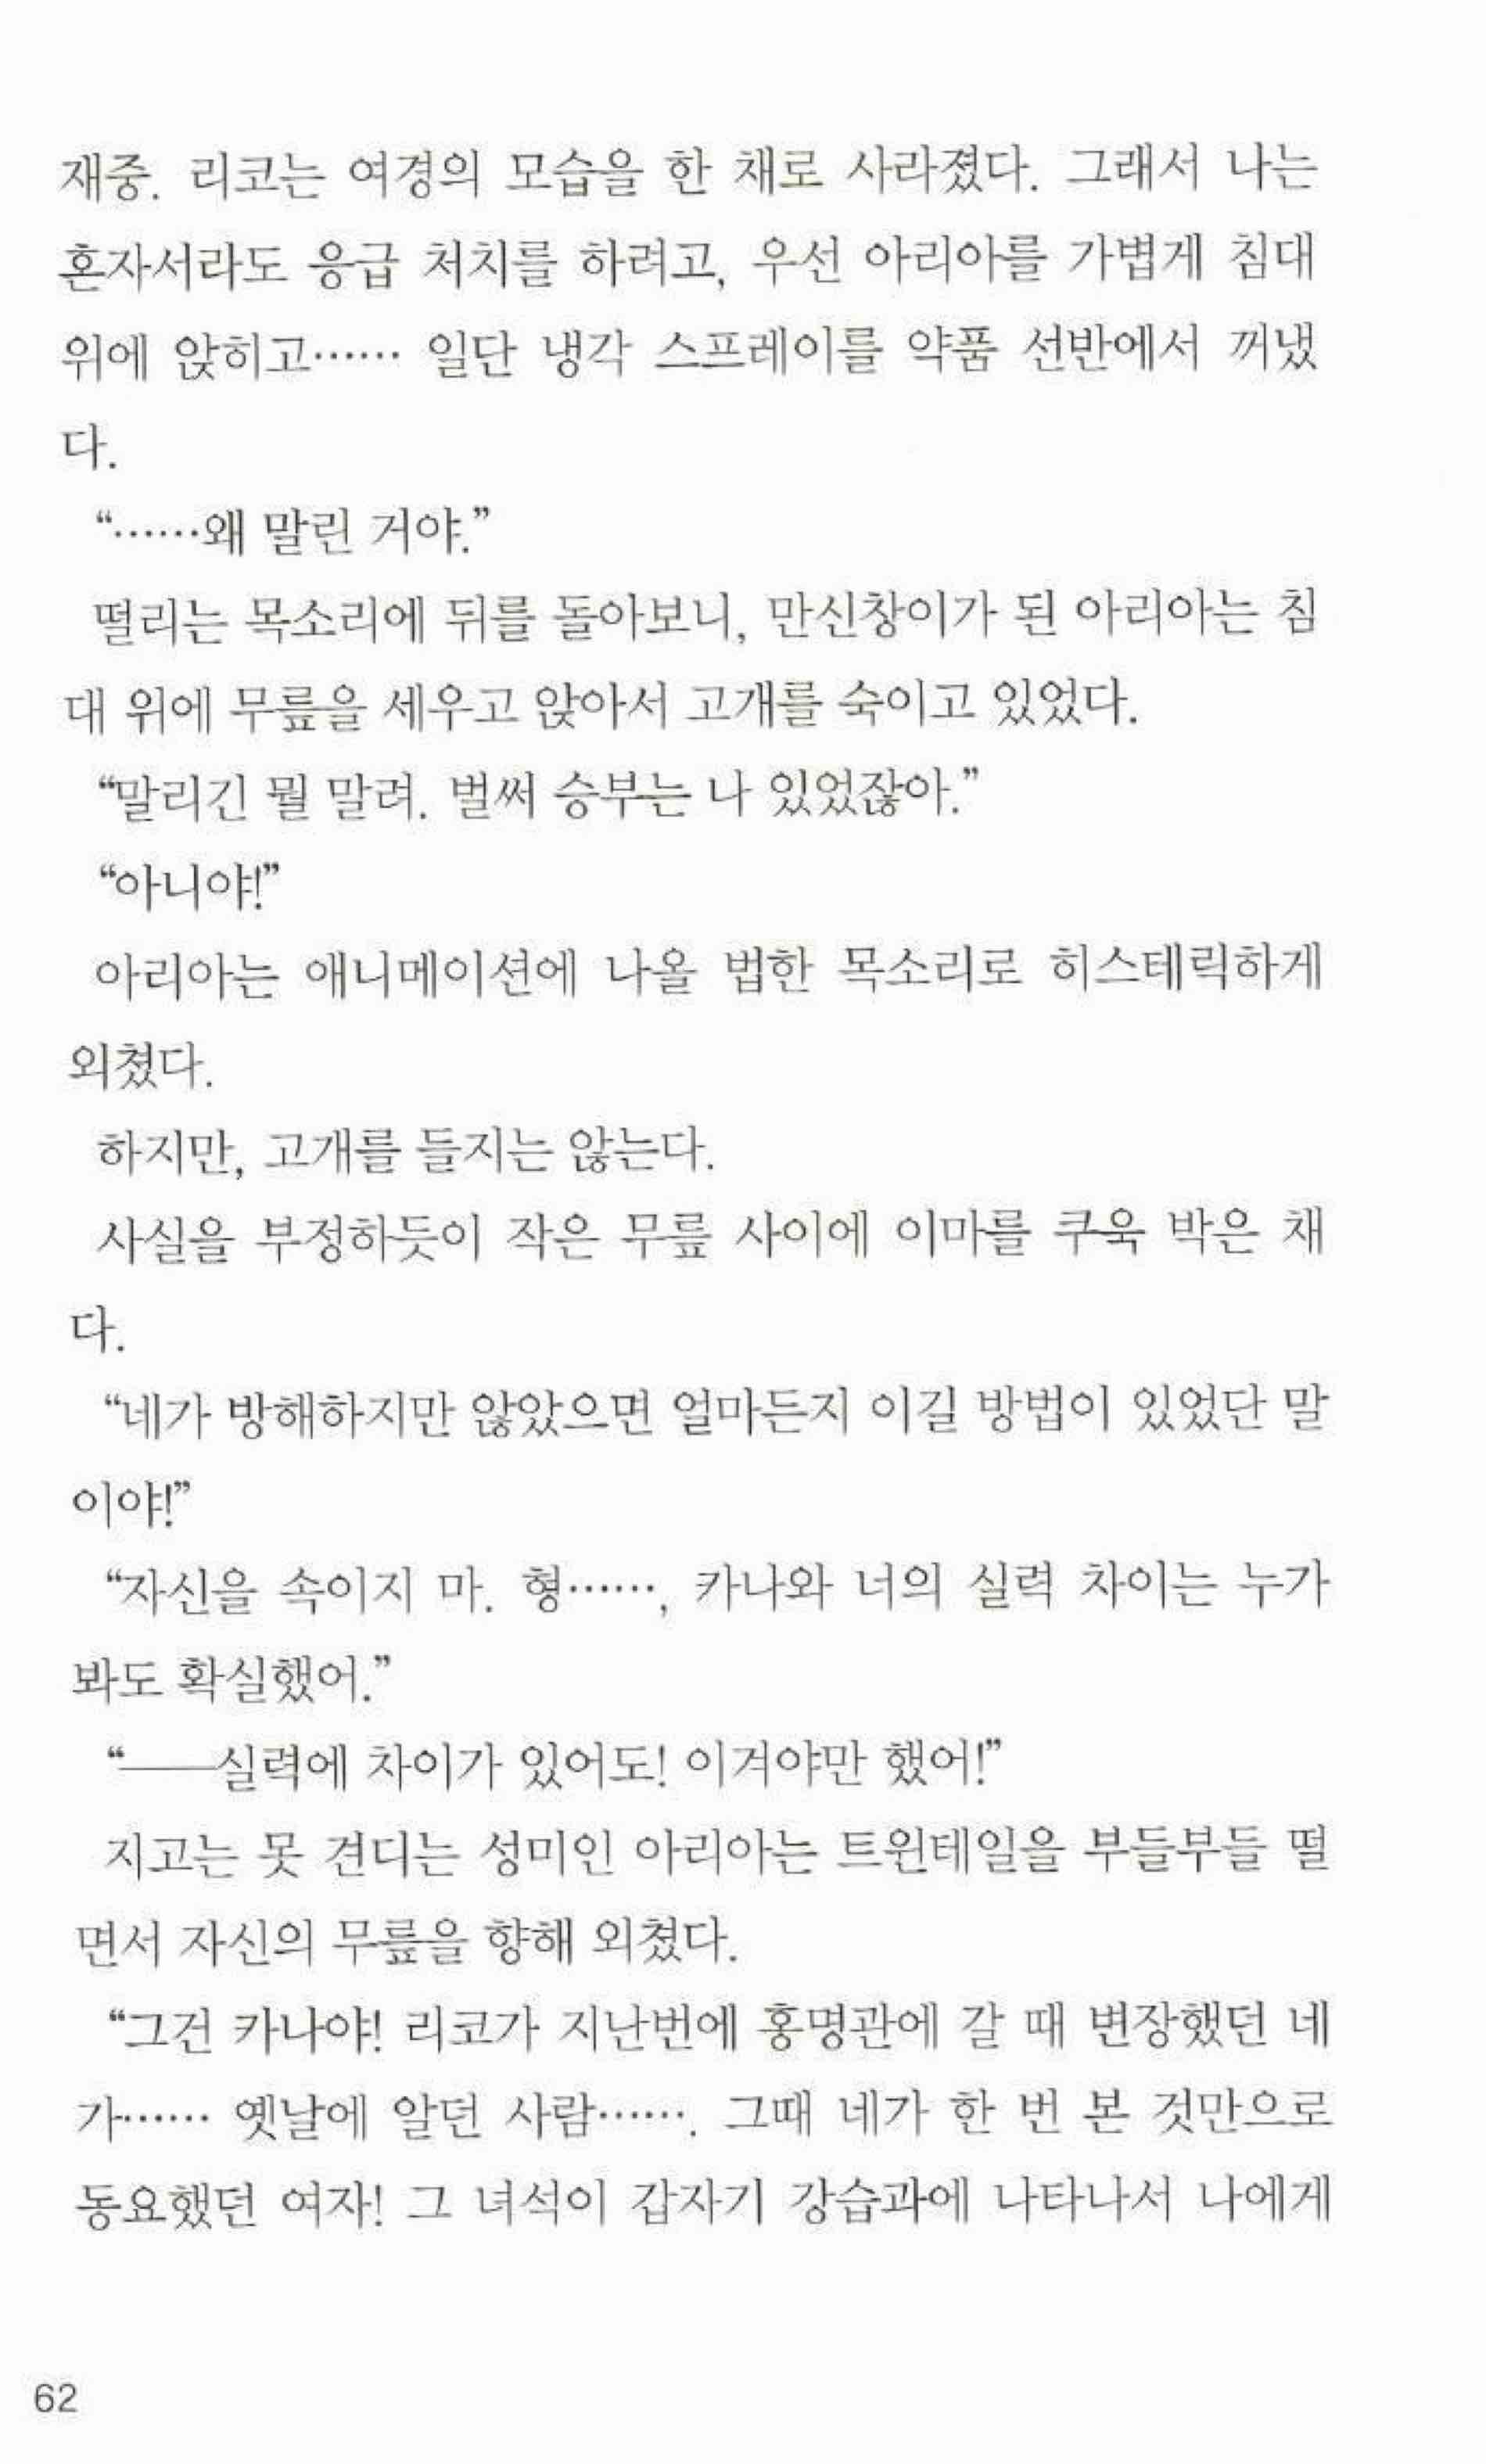 재중. 리코는 여경의 모습을 한 채로 사라졌다. 그래서 나는
혼자서라도 응급 처치를 하려고, 우선 아리아를 가볍게 침대
위에 앉히고…… 일단 냉각 스프레이를 약품 선반에서 꺼냈
다.
“……왜 말린 거야.”
떨리는 목소리에 뒤를 돌아보니, 만신창이가 된 아리아는 침
대 위에 무릎을 세우고 앉아서 고개를 숙이고 있었다.
“말리긴 뭘 말려. 벌써 승부는 나 있었잖아.”
“아니야!”
아리아는 애니메이션에 나올 법한 목소리로 히스테릭하게
외쳤다.
하지만, 고개를 들지는 않는다.
사실을 부정하듯이 작은 무릎 사이에 이마를 쿠욱 박은 채
다.
“네가 방해하지만 않았으면 얼마든지 이길 방법이 있었단 말
이야!”
“자신을 속이지 마. 형……, 카나와 너의 실력 차이는 누가
봐도 확실했어.”
“──실력에 차이가 있어도! 이겨야만 했어!”
지고는 못 견디는 성미인 아리아는 트윈테일을 부들부들 떨
면서 자신의 무릎을 향해 외쳤다.
“그건 카나야! 리코가 지난번에 홍명관에 갈 때 변장했던 네
가…… 옛날에 알던 사람……. 그때 네가 한 번 본 것만으로
동요했던 여자! 그 녀석이 갑자기 강습과에 나타나서 나에게
62